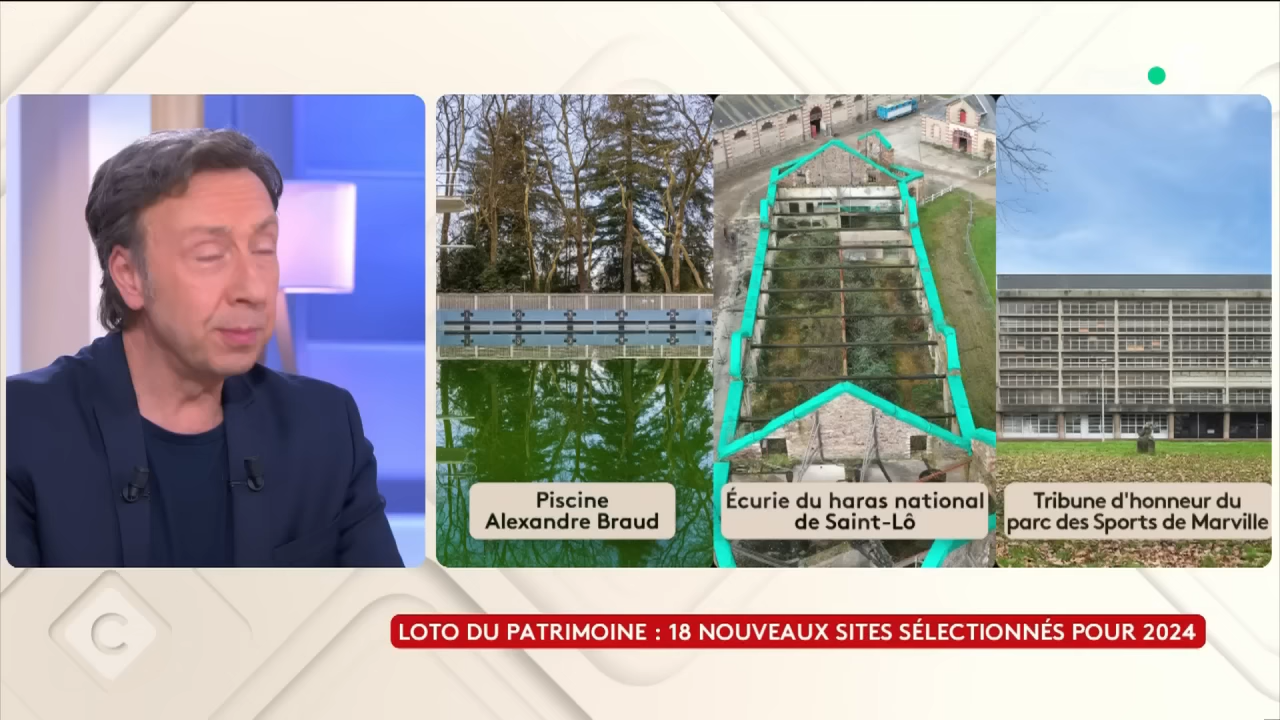 Piscine
Alexandre Braud
Écurie du haras national
de Saint-Lô
Tribune d'honneur du
parc des Sports de Marville
C
LOTO DU PATRIMOINE : 18 NOUVEAUX SITES SÉLECTIONNÉS POUR 2024